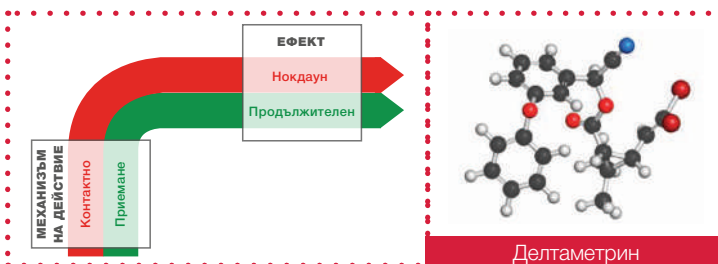 ЕФЕКТ
Нокдаун
Продължителен
МЕХАНИЗЪМ
НА ДЕЙСТВИЕ
Контактно
Приемане
Делтаметрин